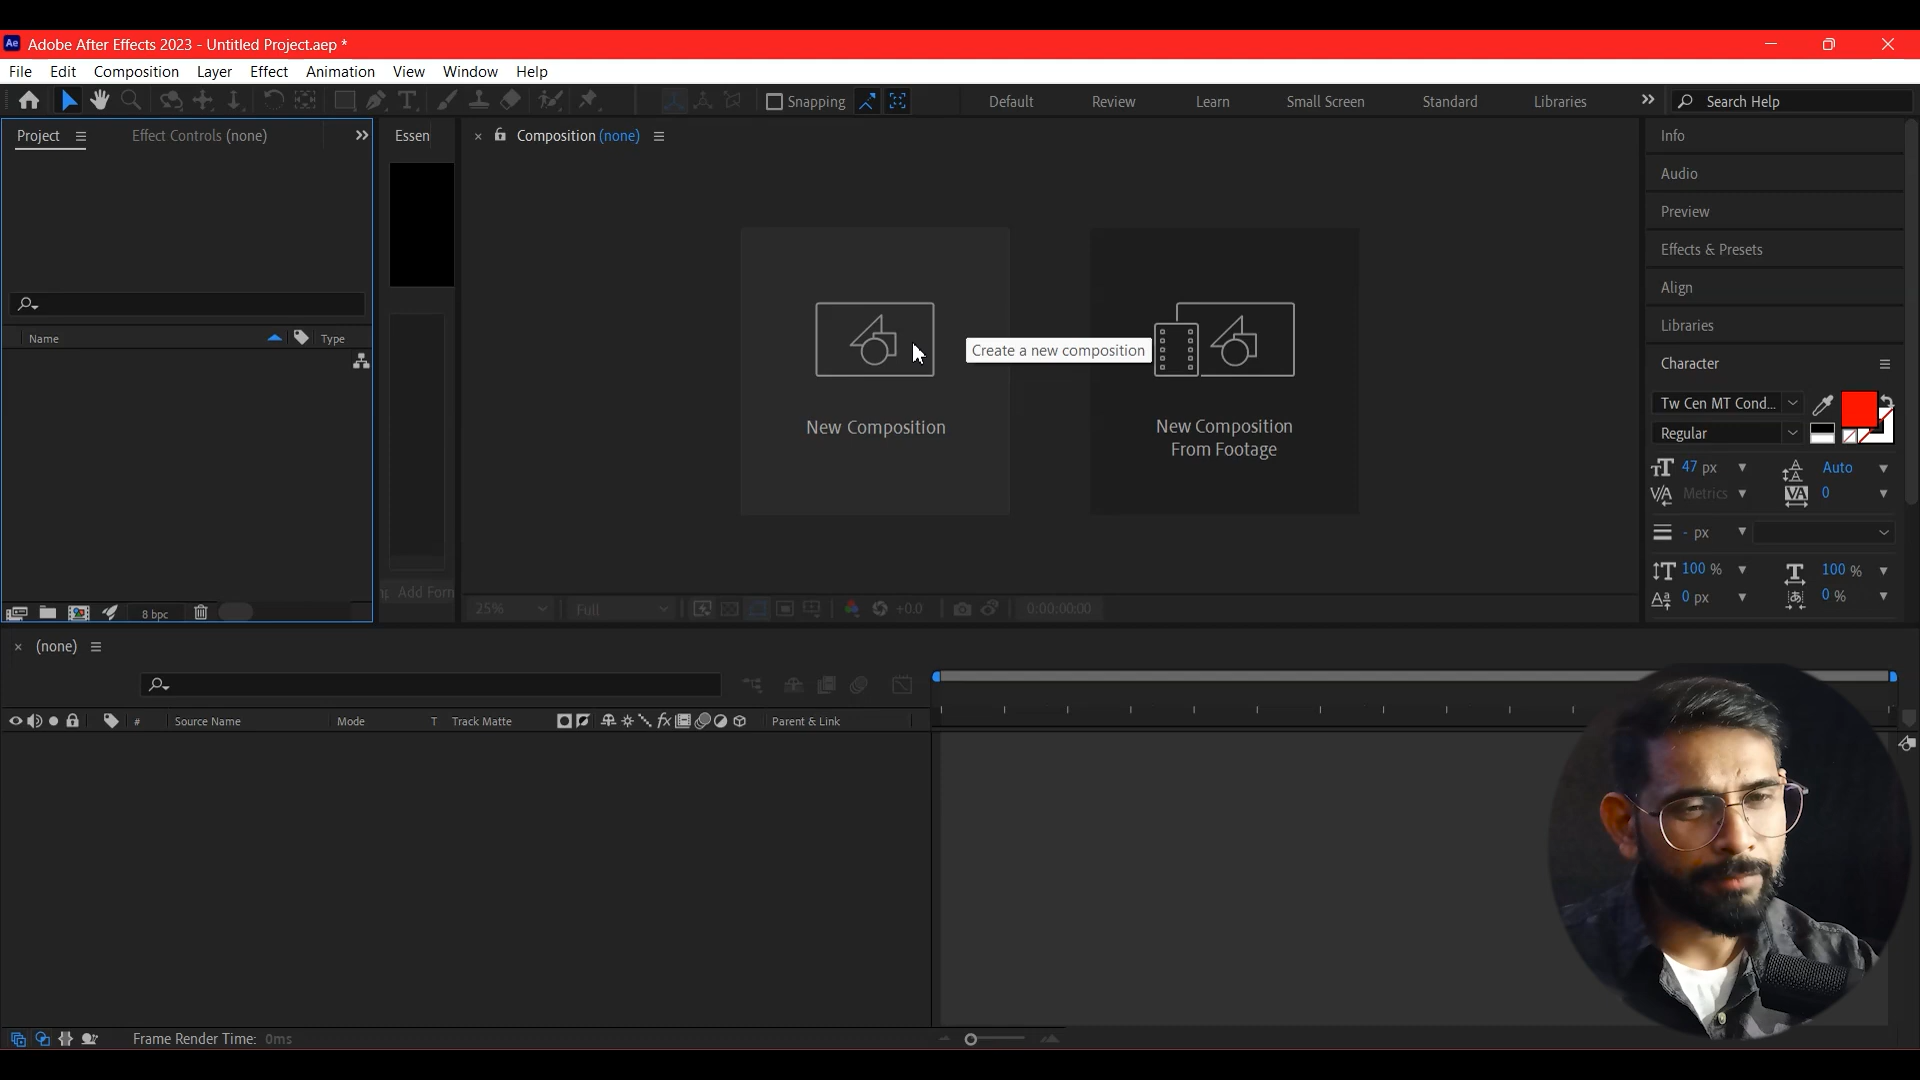 Ae Adobe After Effects 2023 - Untitled Project.aep *
File Edit Composition Layer Effect Animation View Window Help
Snapping Default Review Learn Small Screen Standard Libraries Search Help
Project Effect Controls (none) Essen Composition (none)
Info
Audio
Preview
Effects & Presets
Align
Libraries
Character
Name Type
Create a new composition
New Composition
New Composition
From Footage
Tw Cen MT Cond...
Regular
47 px Auto
Metrics 0
- px
100 % 100 %
0 px 0 %
Add Form
8 bpc
25% Full +0.0 0:00:00:00
(none)
# Source Name Mode T Track Matte fx Parent & Link
Frame Render Time: 0ms